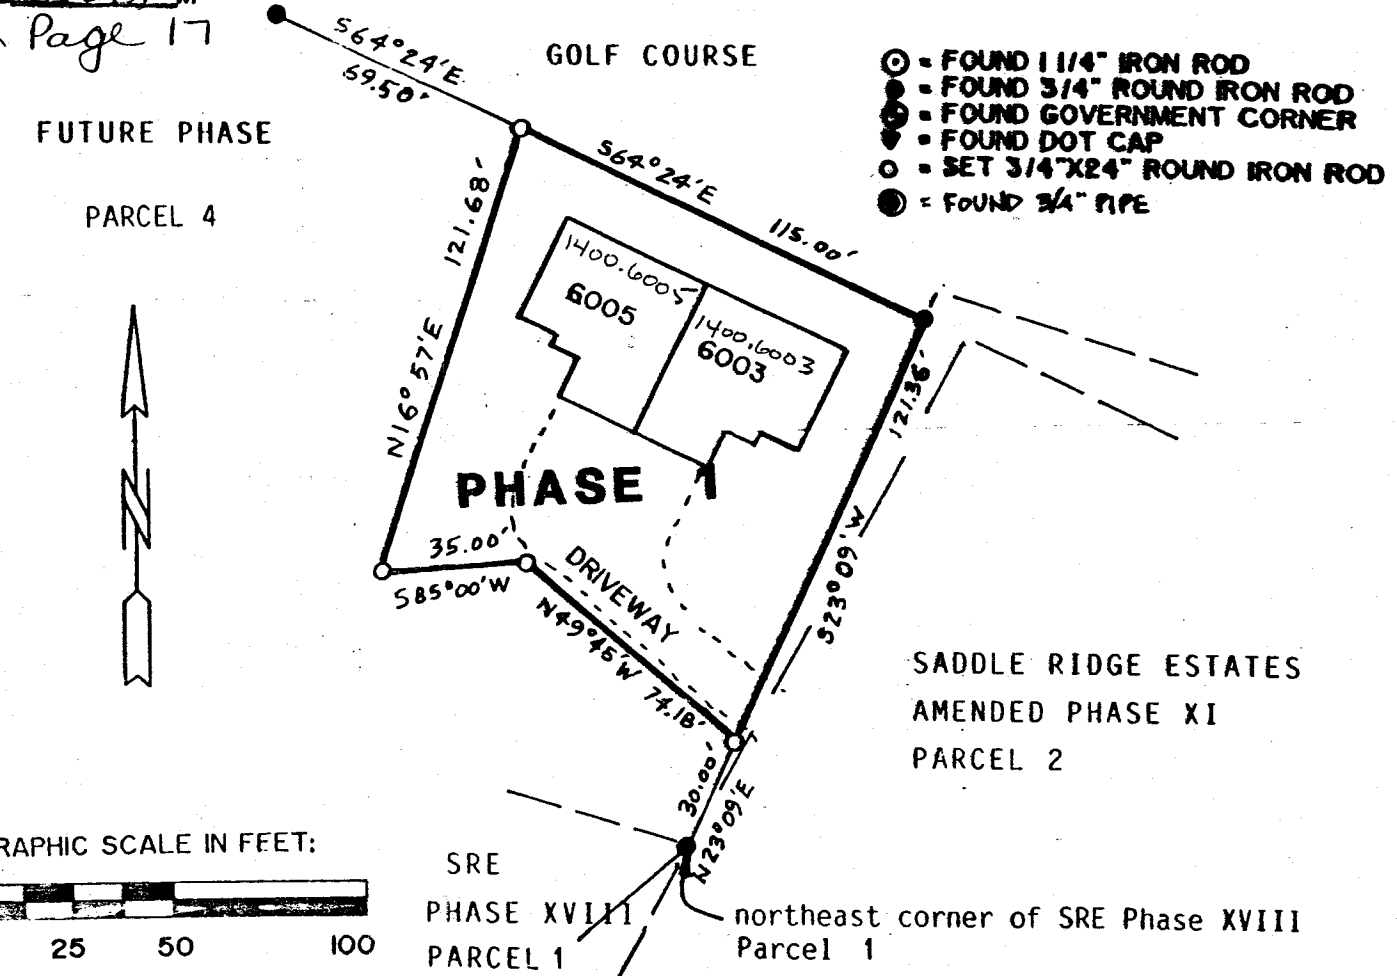 Page 17
S64°24'E
69.50'
GOLF COURSE
= FOUND 1 1/4" IRON ROD
= FOUND 3/4" ROUND IRON ROD
= FOUND GOVERNMENT CORNER
= FOUND DOT CAP
= SET 3/4"X24" ROUND IRON ROD
= FOUND 3/4" PIPE
FUTURE PHASE
PARCEL 4
S64°24'E
115.00'
121.68'
N16°57'E
1400.6005
6005
1400.6003
6003
121.36'
S23°09'W
PHASE 1
35.00'
S85°00'W
DRIVEWAY
N49°45'W 74.18'
N
SADDLE RIDGE ESTATES
AMENDED PHASE XI
PARCEL 2
30.00'
N23°09'E
RAPHIC SCALE IN FEET:
25 50 100
SRE
PHASE XVIII
PARCEL 1
northeast corner of SRE Phase XVIII
Parcel 1